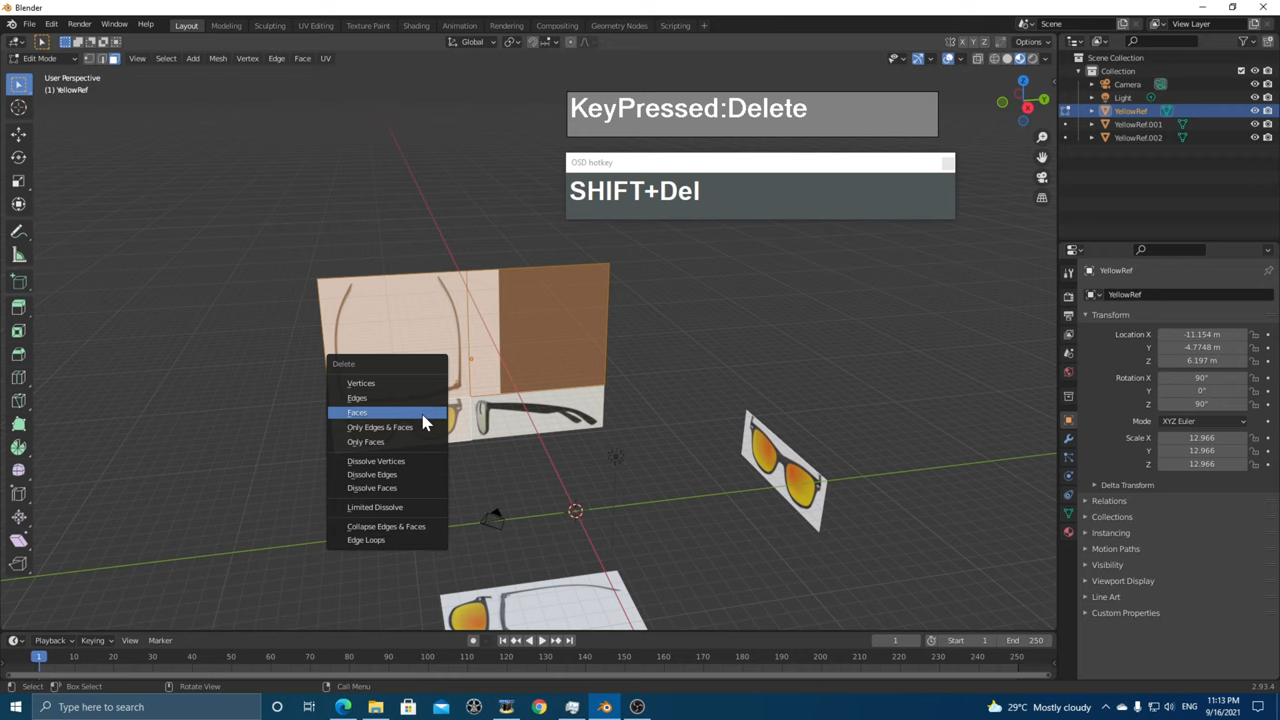 Blender
File Edit Render Window Help
Layout Modeling Sculpting UV Editing Texture Paint Shading Animation Rendering Compositing Geometry Nodes Scripting +
Scene View Layer
Global X Y Z Options
Edit Mode View Select Add Mesh Vertex Edge Face UV
User Perspective
(1) YellowRef
KeyPressed:Delete
OSD hotkey
SHIFT+Del
Z
Y
X
Scene Collection
Collection
Camera
Light
YellowRef
YellowRef.001
YellowRef.002
YellowRef
YellowRef
Transform
Location X -11.154 m
Y -4.7748 m
Z 6.197 m
Rotation X 90°
Y 0°
Z 90°
Mode XYZ Euler
Scale X 12.966
Y 12.966
Z 12.966
Delta Transform
Relations
Collections
Instancing
Motion Paths
Visibility
Viewport Display
Line Art
Custom Properties
Delete
Vertices
Edges
Faces
Only Edges & Faces
Only Faces
Dissolve Vertices
Dissolve Edges
Dissolve Faces
Limited Dissolve
Collapse Edges & Faces
Edge Loops
Playback Keying View Marker 1 Start 1 End 250
1 10 20 30 40 50 60 70 80 90 100 110 120 130 140 150 160 170 180 190 200 210 220 230 240 250
Select Box Select Rotate View Call Menu 2.93.4
Type here to search 29°C Mostly cloudy 11:13 PM
9/16/2021